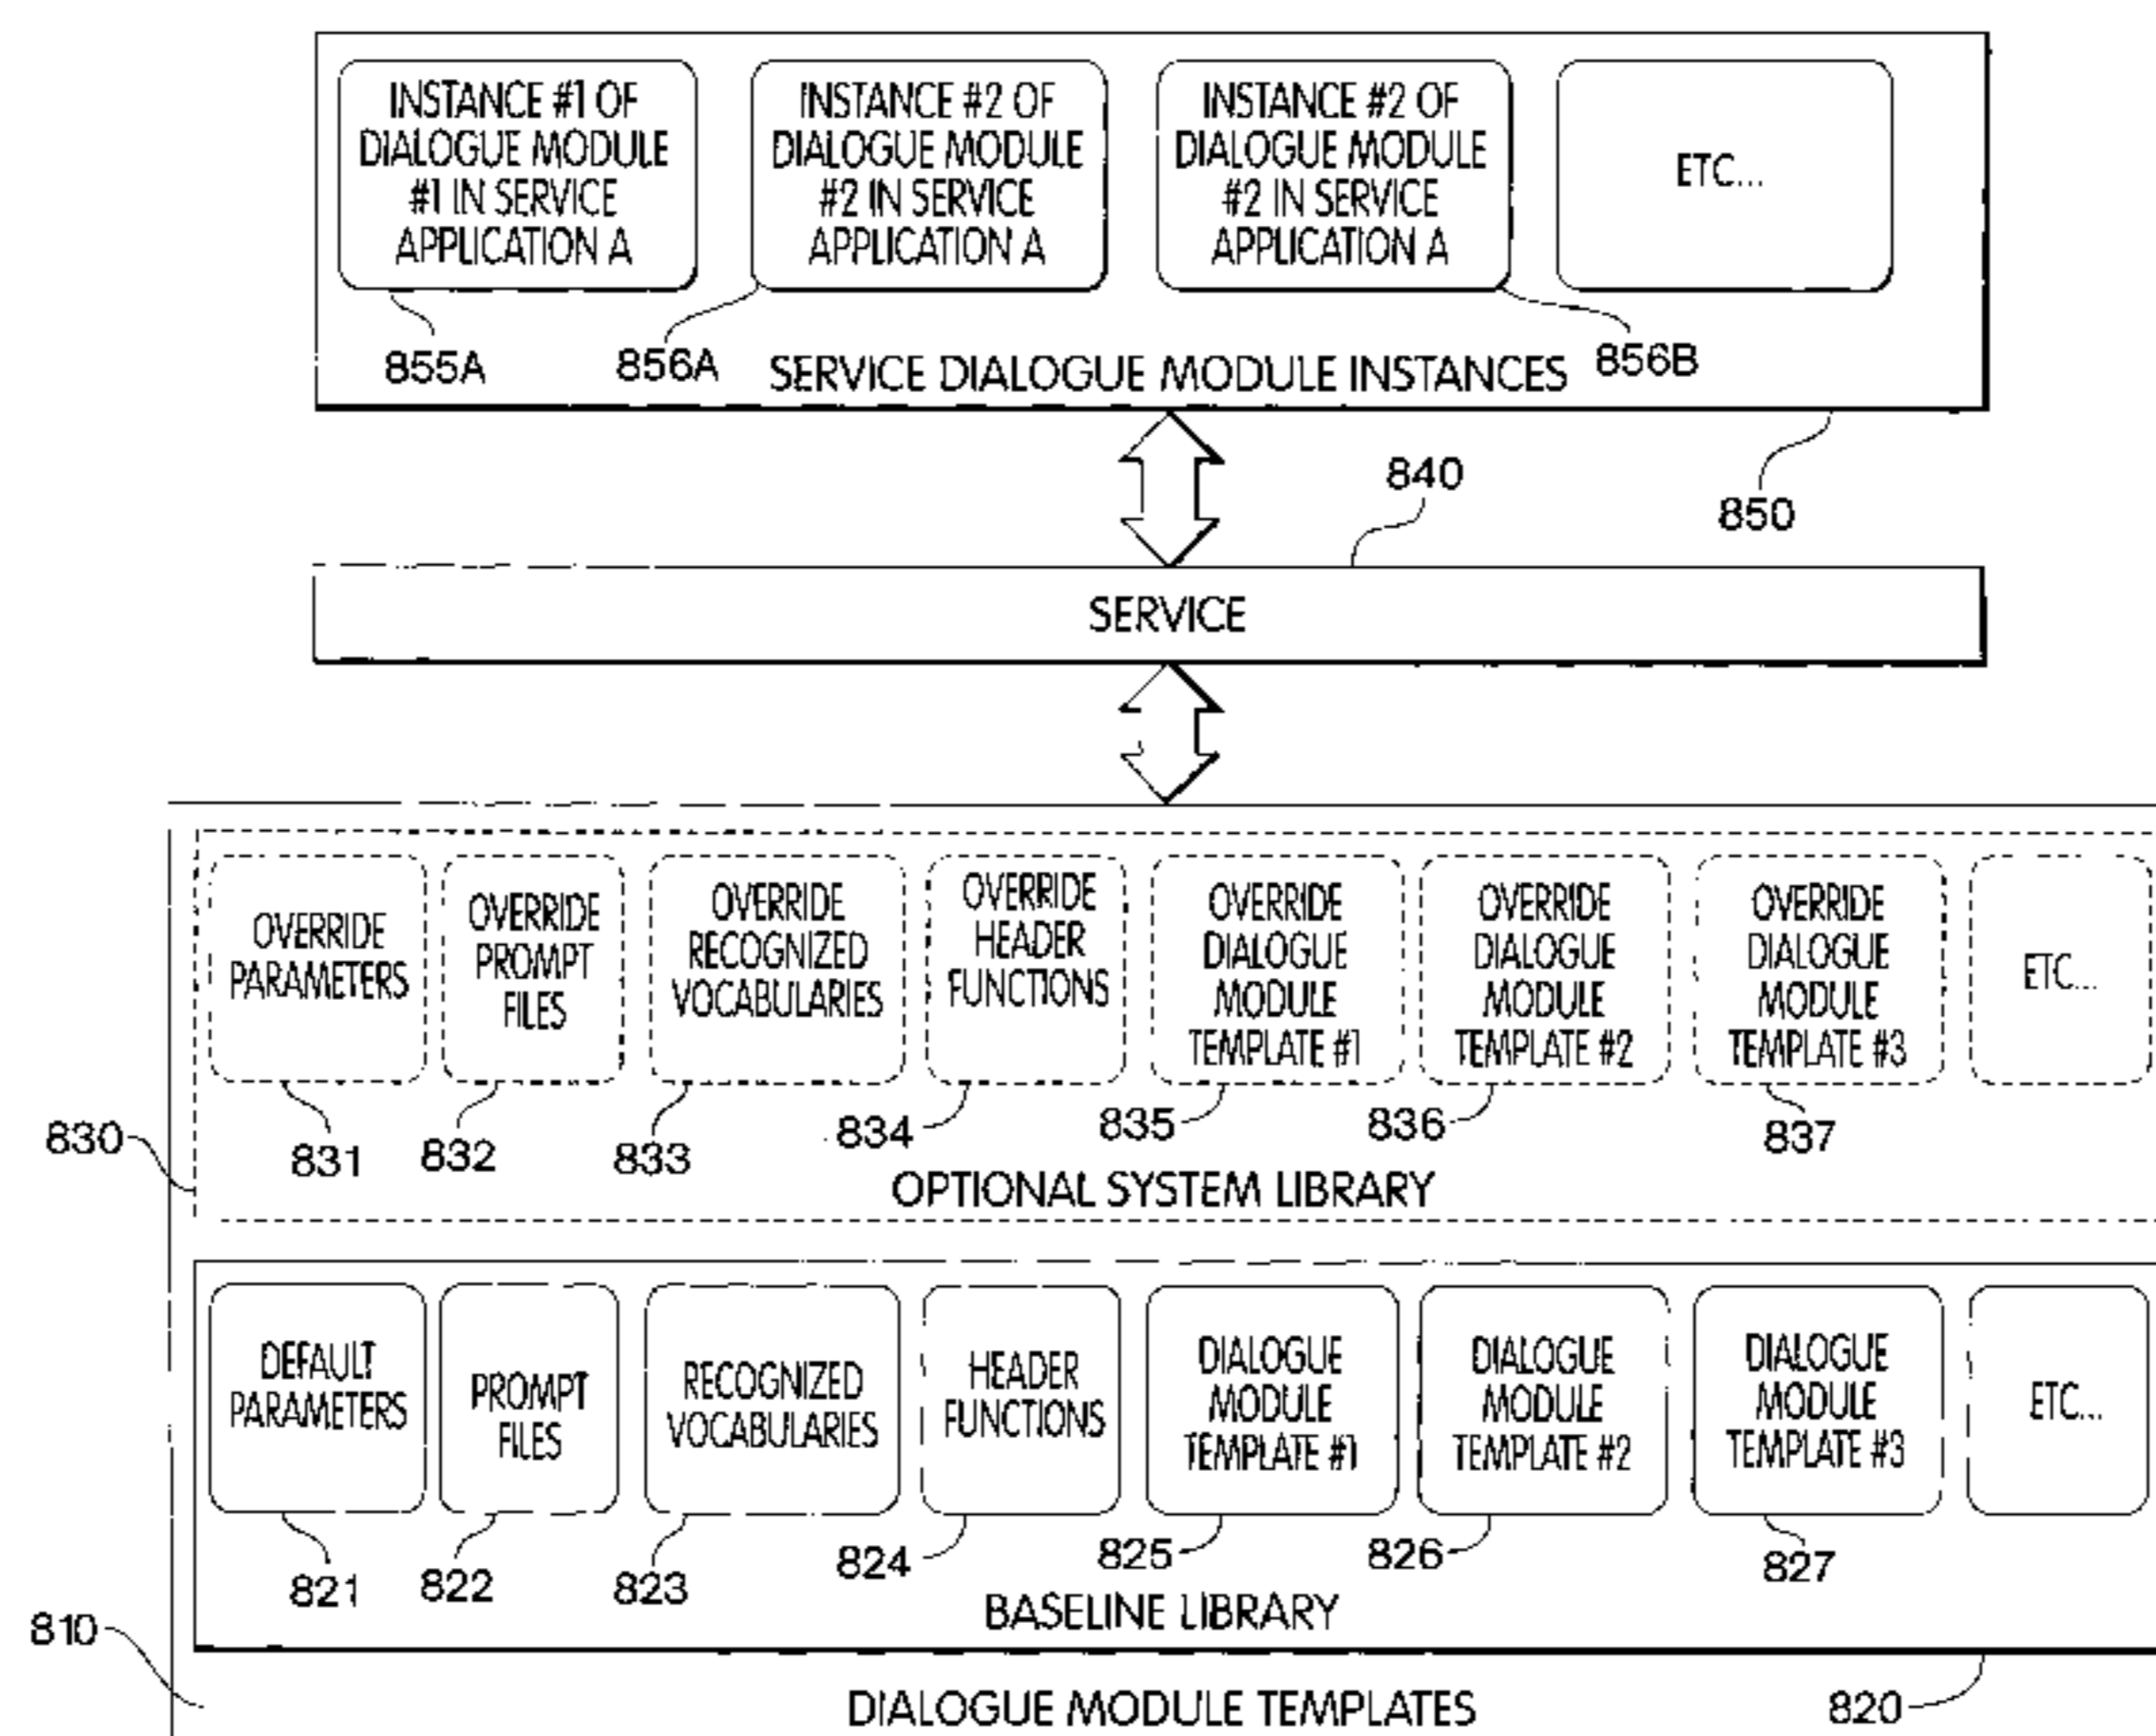 INSTANCE #1 OF
DIALOGUE MODULE
#1 IN SERVICE
APPLICATION A
INSTANCE #2 OF
DIALOGUE MODULE
#2 IN SERVICE
APPLICATION A
INSTANCE #2 OF
DIALOGUE MODULE
#2 IN SERVICE
APPLICATION A
ETC...
855A
856A
SERVICE DIALOGUE MODULE INSTANCES
856B
850
840
SERVICE
OVERRIDE
PARAMETERS
OVERRIDE
PROMPT
FILES
OVERRIDE
RECOGNIZED
VOCABULARIES
OVERRIDE
HEADER
FUNCTIONS
OVERRIDE
DIALOGUE
MODULE
TEMPLATE #1
OVERRIDE
DIALOGUE
MODULE
TEMPLATE #2
OVERRIDE
DIALOGUE
MODULE
TEMPLATE #3
ETC...
830
831
832
833
834
835
836
837
OPTIONAL SYSTEM LIBRARY
DEFAULT
PARAMETERS
PROMPT
FILES
RECOGNIZED
VOCABULARIES
HEADER
FUNCTIONS
DIALOGUE
MODULE
TEMPLATE #1
DIALOGUE
MODULE
TEMPLATE #2
DIALOGUE
MODULE
TEMPLATE #3
ETC...
821
822
823
824
825
826
827
BASELINE LIBRARY
810
DIALOGUE MODULE TEMPLATES
820